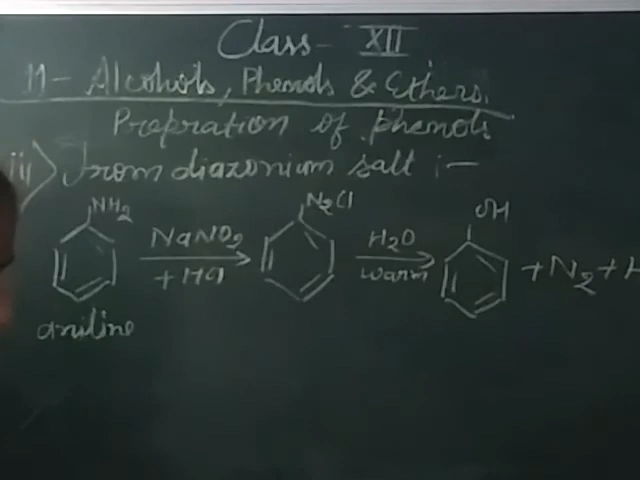 Class - XII
11 - Alcohols, Phenols & Ethers.
Prepration of phenols
ii) from diazonium salt :-
NH2 NaNO2 + HCl N2Cl H2O warm OH + N2 + H
aniline